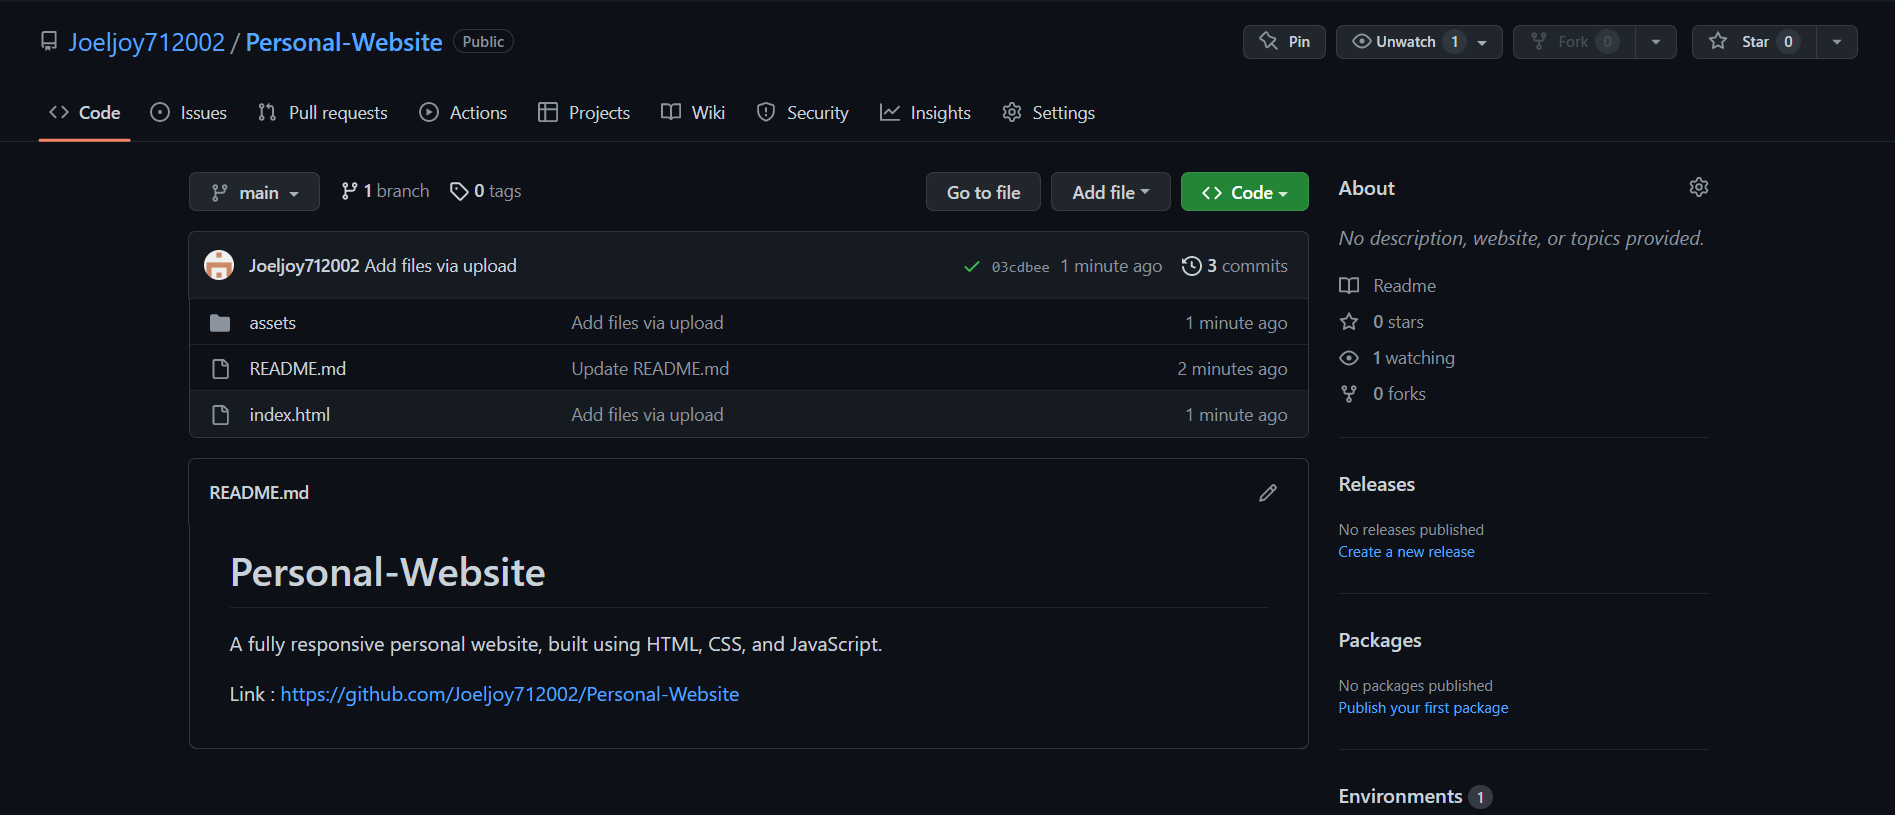 Joeljoy712002 / Personal-Website Public
Pin
Unwatch 1
Fork 0
Star 0
Code
Issues
Pull requests
Actions
Projects
Wiki
Security
Insights
Settings
main
1 branch
0 tags
Go to file
Add file
Code
Joeljoy712002 Add files via upload
03cdbee 1 minute ago
3 commits
assets Add files via upload 1 minute ago
README.md Update README.md 2 minutes ago
index.html Add files via upload 1 minute ago
README.md
Personal-Website
A fully responsive personal website, built using HTML, CSS, and JavaScript.
Link : https://github.com/Joeljoy712002/Personal-Website
About
No description, website, or topics provided.
Readme
0 stars
1 watching
0 forks
Releases
No releases published
Create a new release
Packages
No packages published
Publish your first package
Environments 1